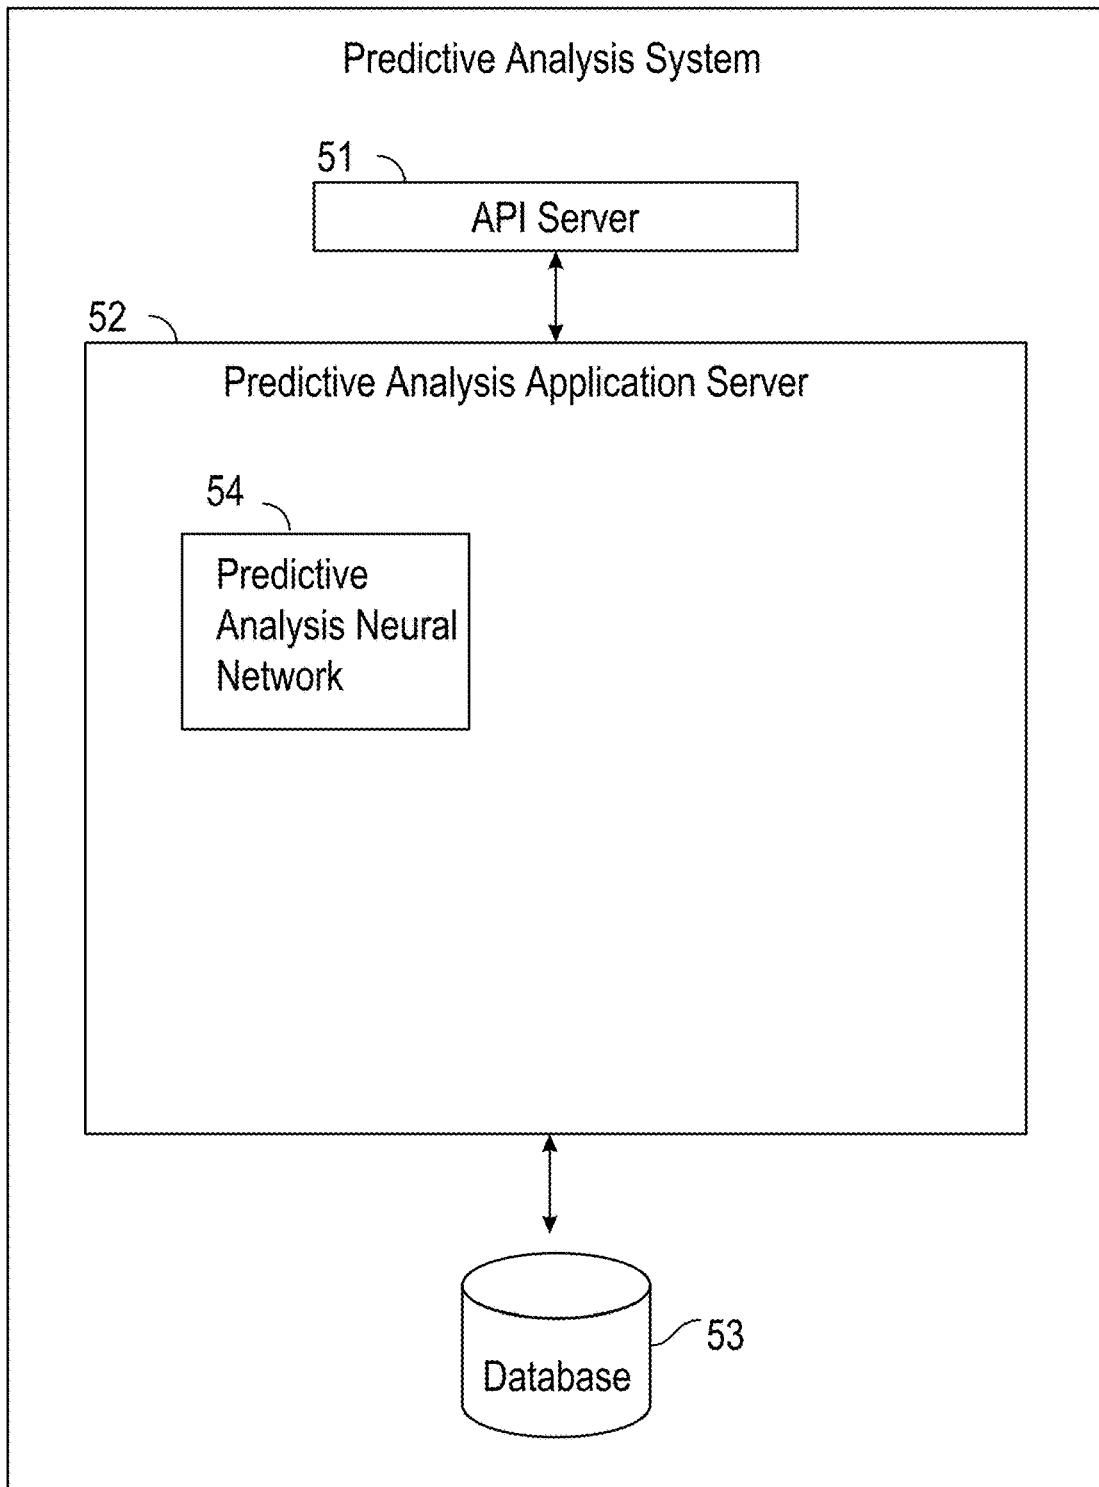 Predictive Analysis System
51
API Server
52
Predictive Analysis Application Server
54
Predictive
Analysis Neural
Network
53
Database